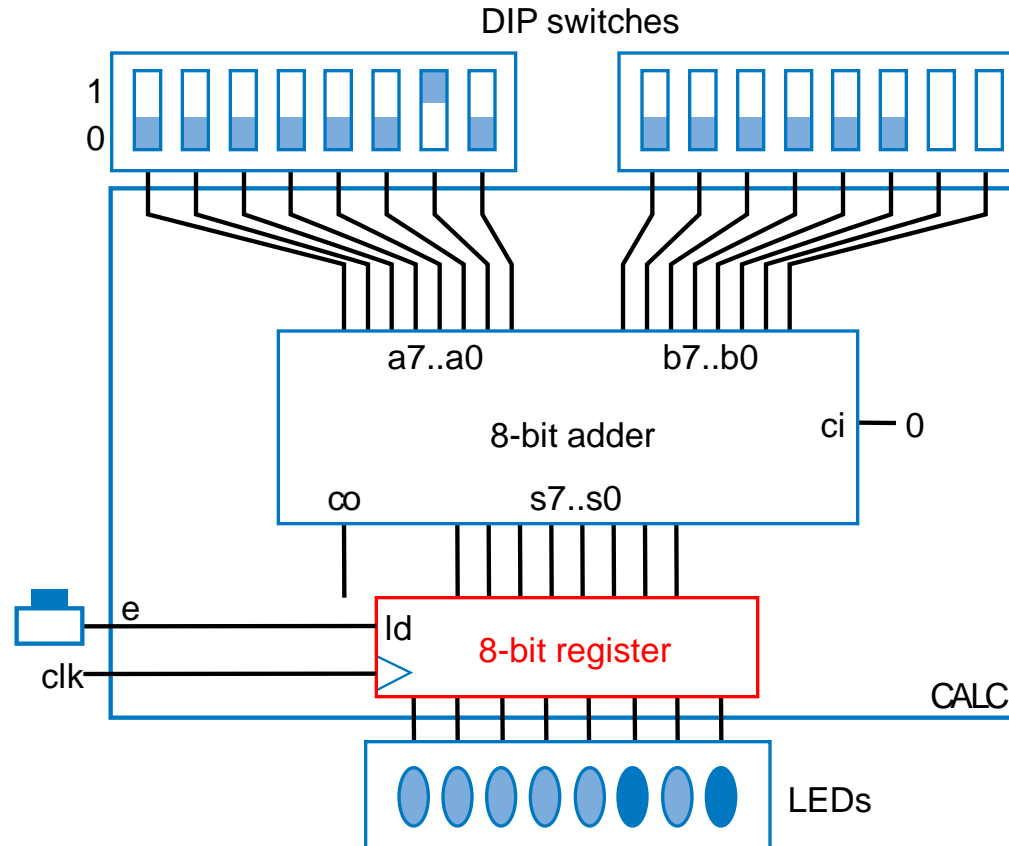 DIP switches
1
0
a7..a0
b7..b0
8-bit adder
ci
0
co
s7..s0
e
ld
8-bit register
clk
CALC
LEDs